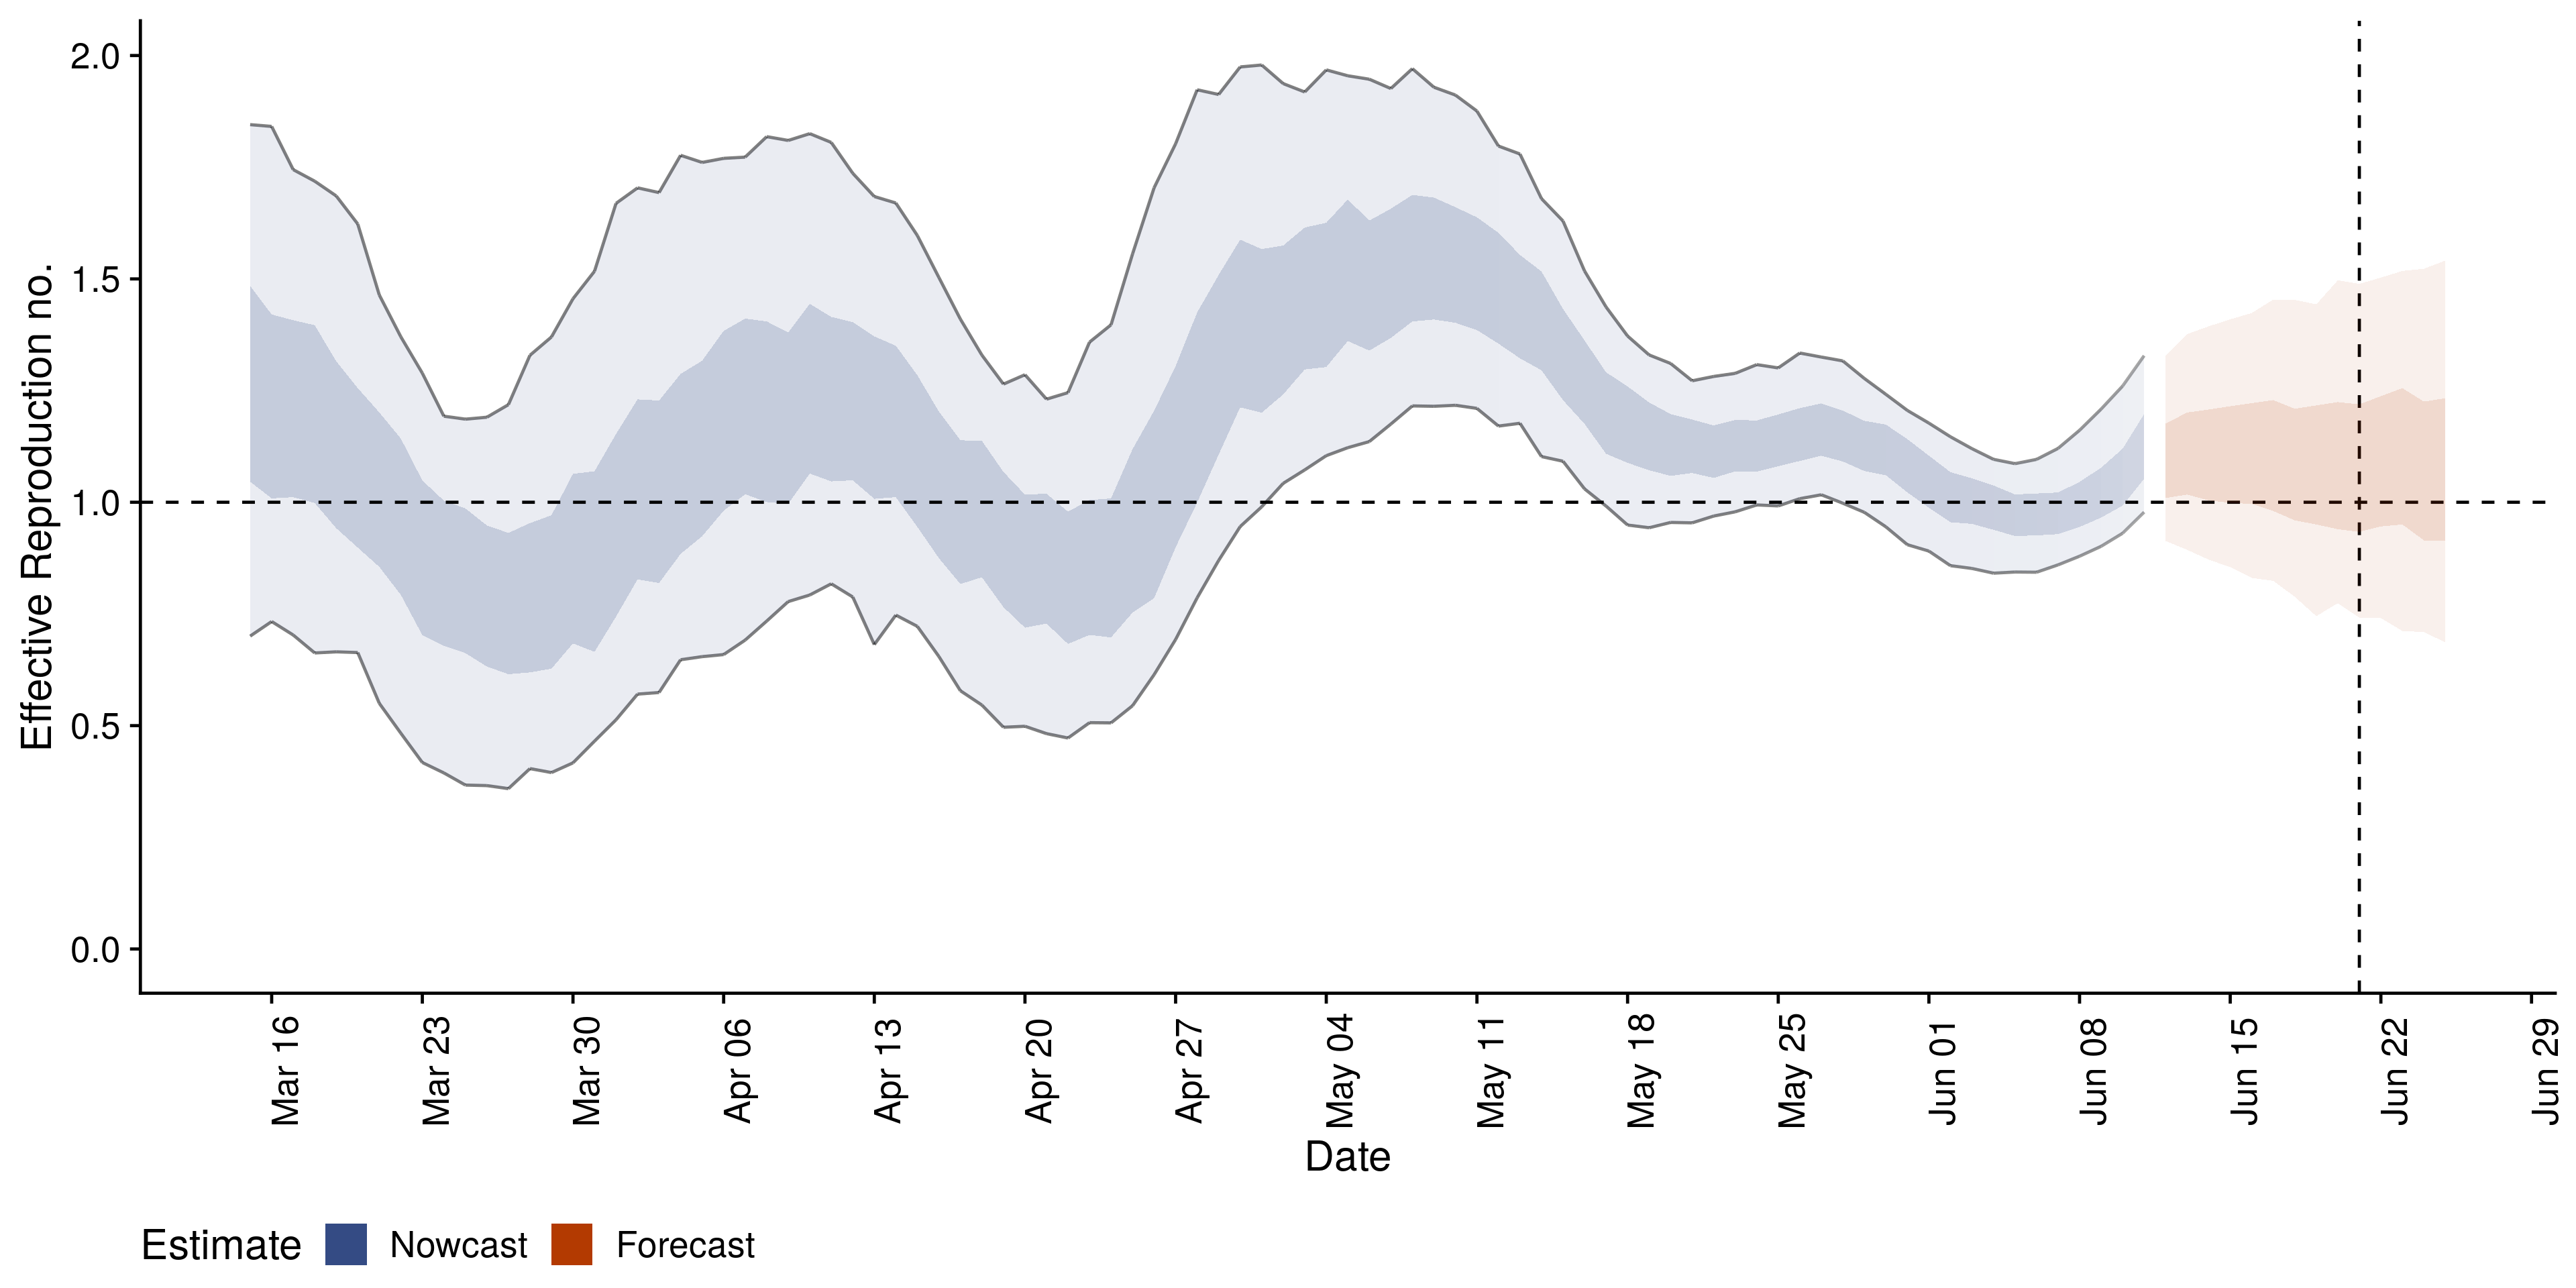 Effective Reproduction no.
2.0
1.5
1.0
0.5
0.0
Mar 16
Mar 23
Mar 30
Apr 06
Apr 13
Apr 20
Apr 27
May 04
May 11
May 18
May 25
Jun 01
Jun 08
Jun 15
Jun 22
Jun 29
Date
Estimate Nowcast Forecast